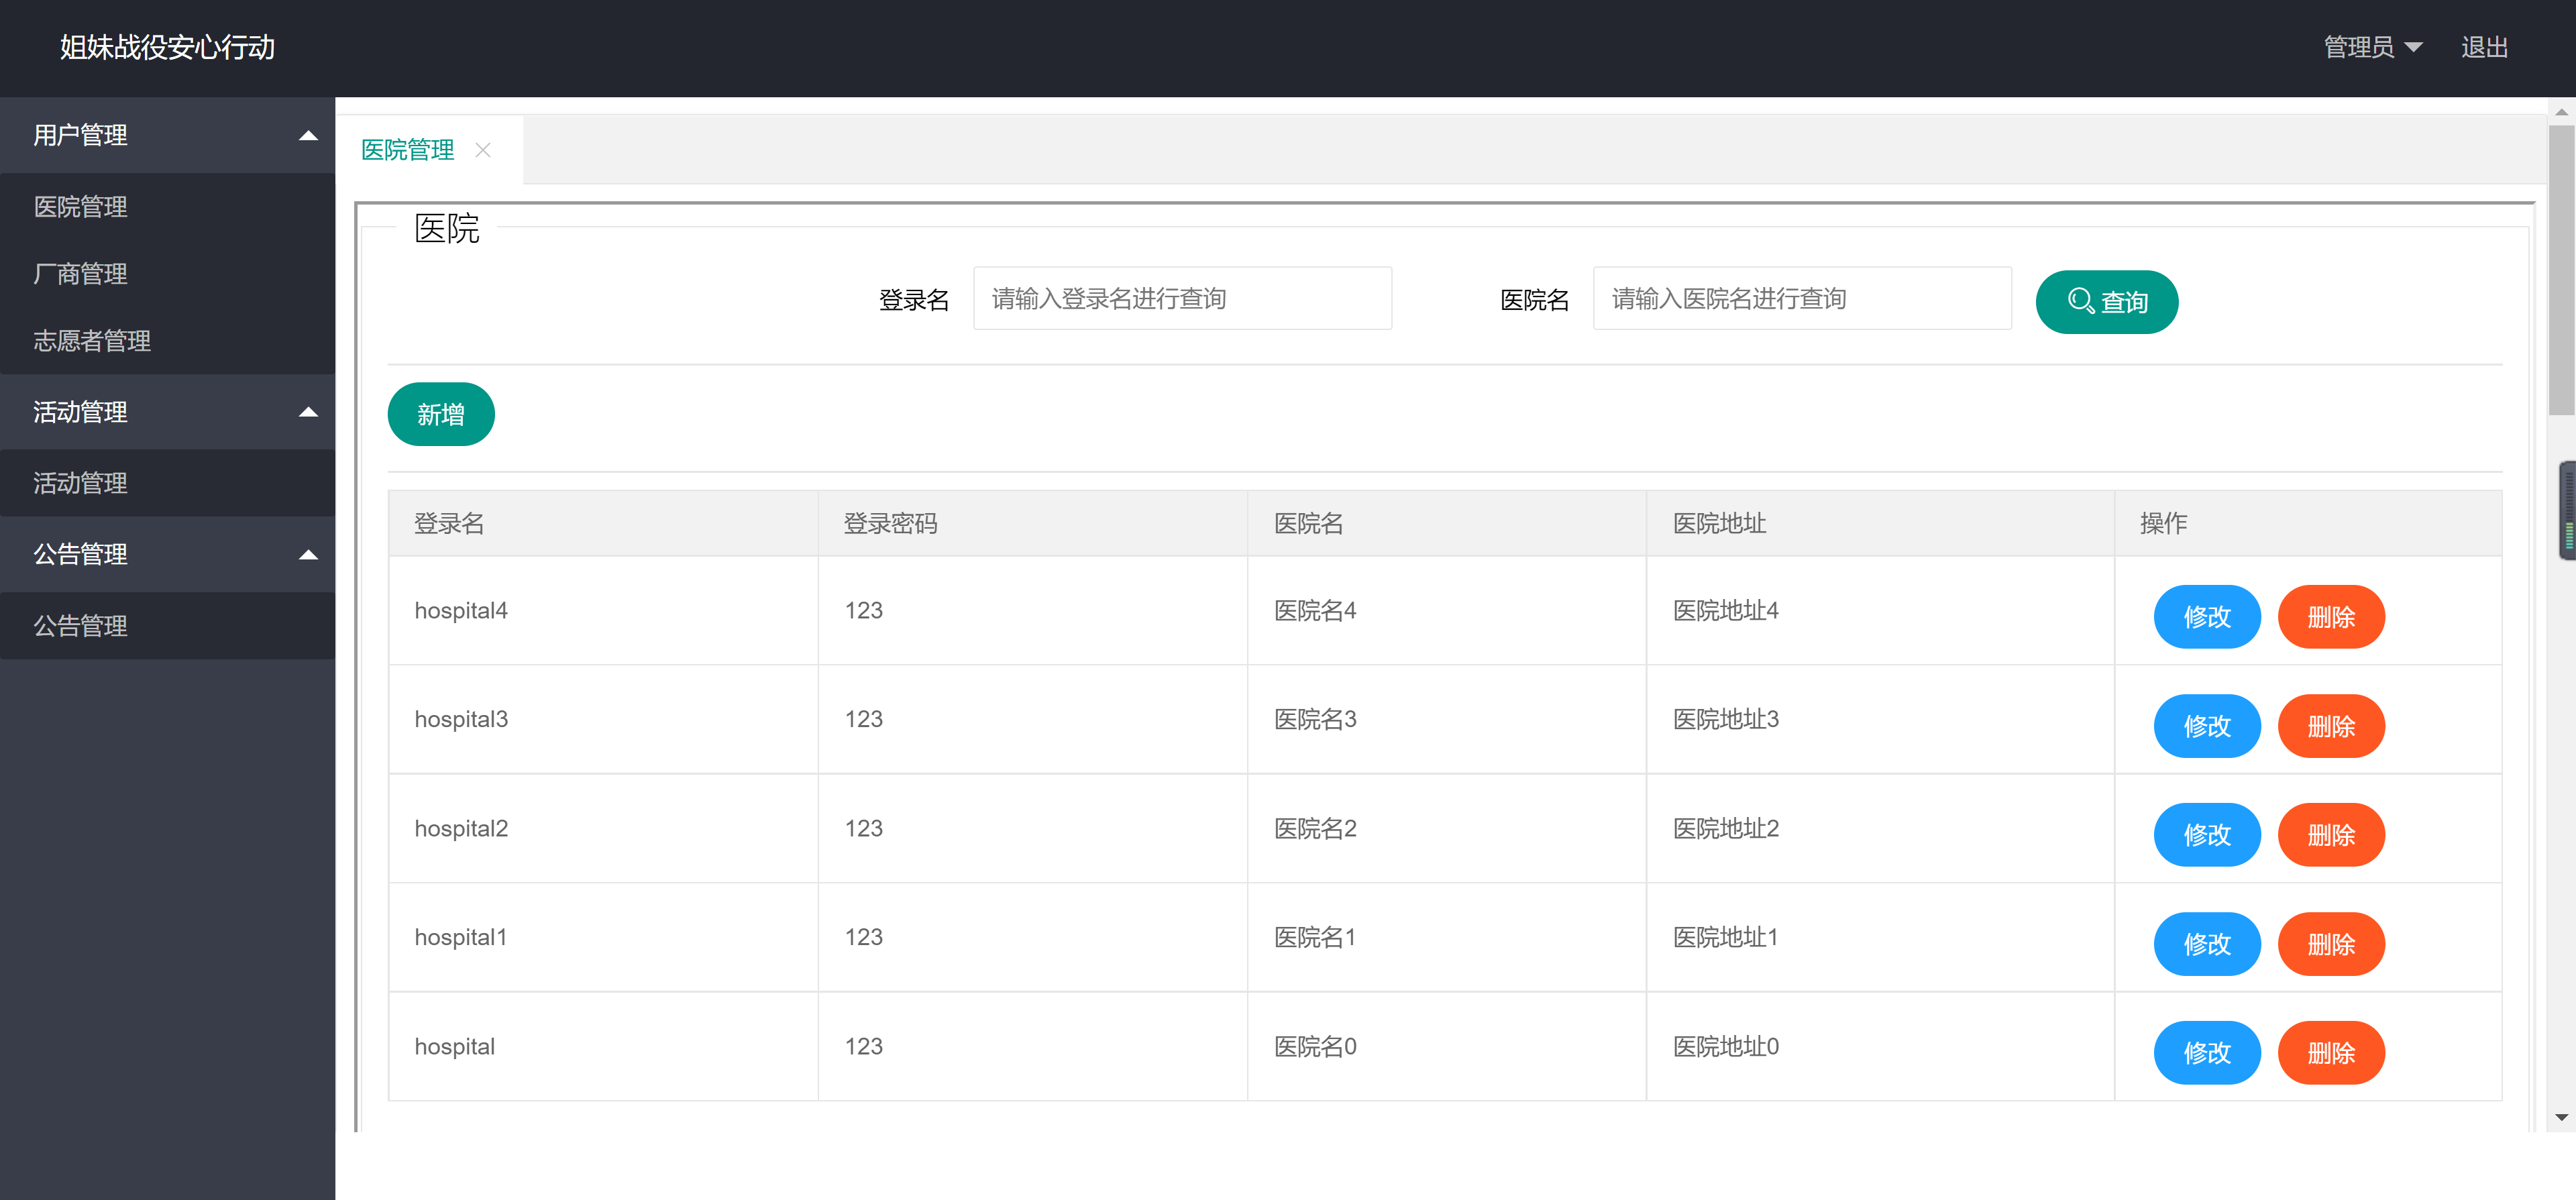 姐妹战役安心行动
管理员 退出
用户管理
医院管理
厂商管理
志愿者管理
活动管理
活动管理
公告管理
公告管理
医院管理
医院
登录名 请输入登录名进行查询 医院名 请输入医院名进行查询 查询
新增
登录名 登录密码 医院名 医院地址 操作
hospital4 123 医院名4 医院地址4 修改 删除
hospital3 123 医院名3 医院地址3 修改 删除
hospital2 123 医院名2 医院地址2 修改 删除
hospital1 123 医院名1 医院地址1 修改 删除
hospital 123 医院名0 医院地址0 修改 删除